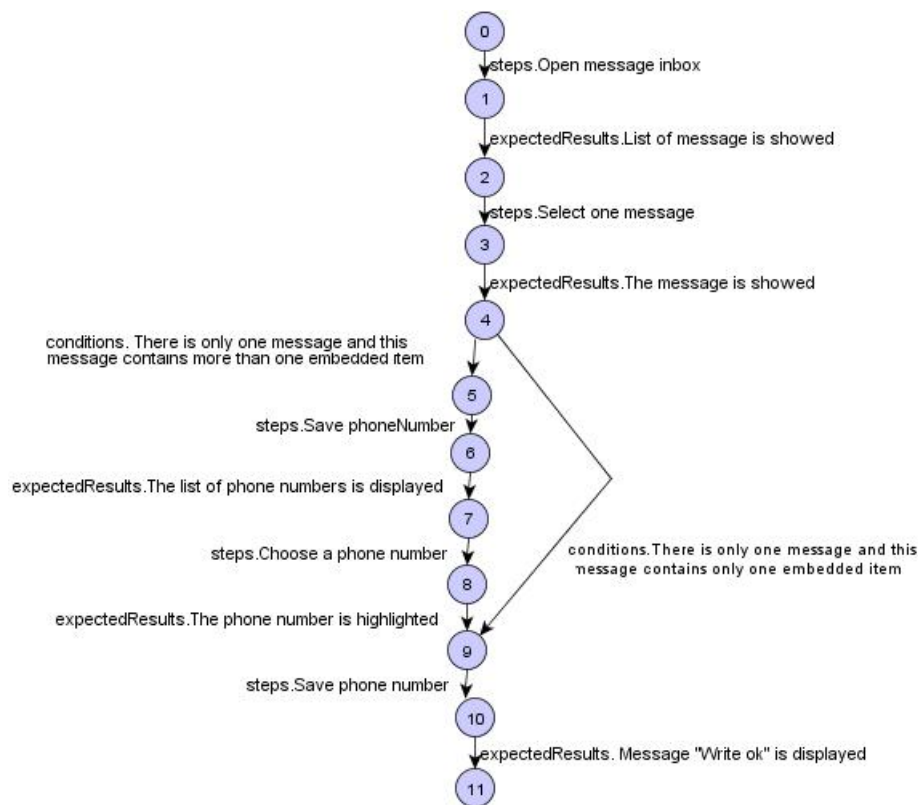 0
steps.Open message inbox
1
expectedResults.List of message is showed
2
steps.Select one message
3
expectedResults.The message is showed
4
conditions. There is only one message and this
message contains more than one embedded item
5
steps.Save phoneNumber
6
expectedResults.The list of phone numbers is displayed
7
steps.Choose a phone number
conditions.There is only one message and this
message contains only one embedded item
8
expectedResults.The phone number is highlighted
9
steps.Save phone number
10
expectedResults. Message "Write ok" is displayed
11